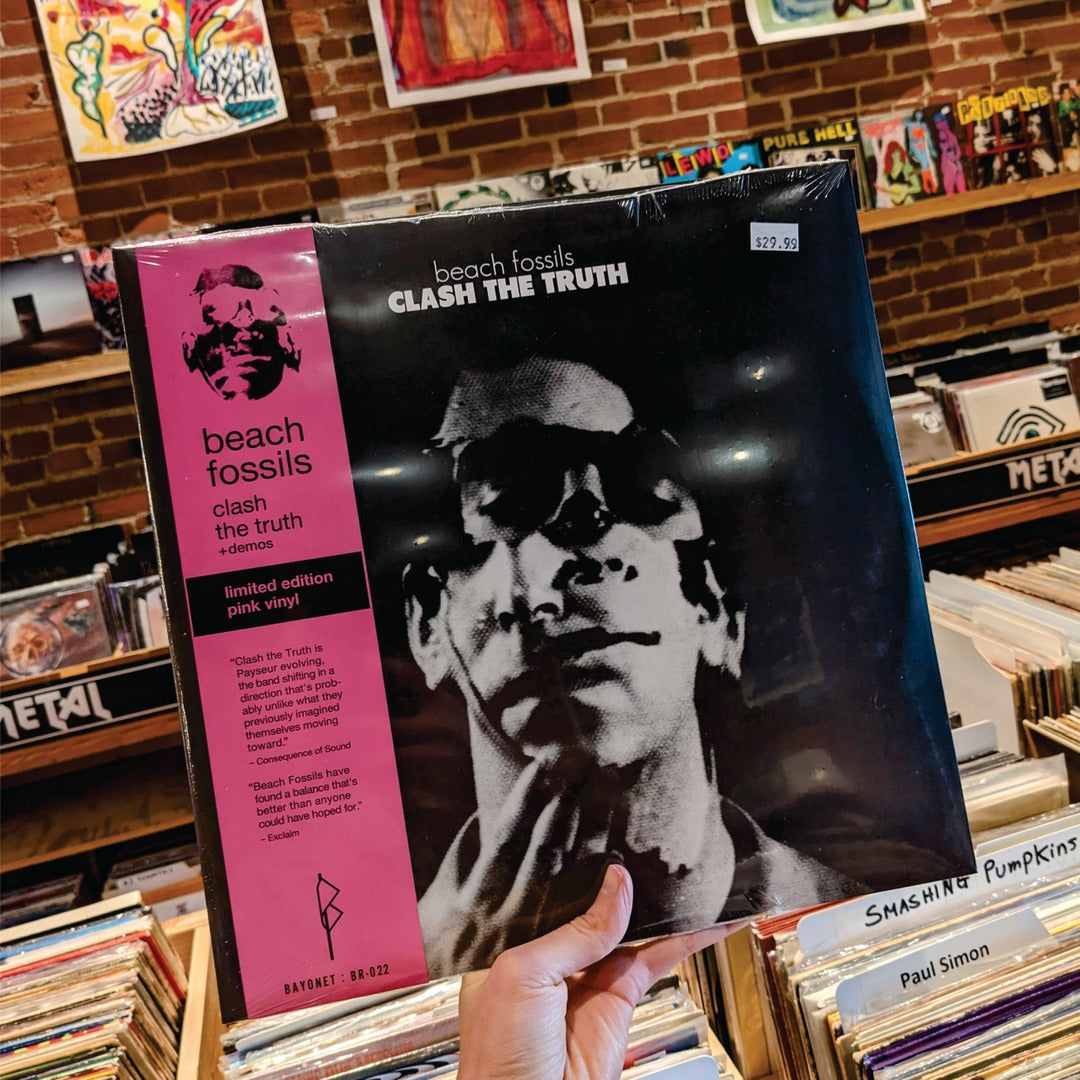 LEWD
PURE HELL
$29.99
beach fossils
CLASH THE TRUTH
beach
fossils
clash
the truth
+demos
limited edition
pink vinyl
“Clash the Truth is
Payseur evolving,
the band shifting in a
direction that’s prob-
ably unlike what they
previously imagined
themselves moving
toward.”
– Consequence of Sound
“Beach Fossils have
found a balance that’s
better than anyone
could have hoped for.”
– Exclaim
BAYONET : BR-022
METAL
METAL
SMASHING PUMPKINS
Paul Simon